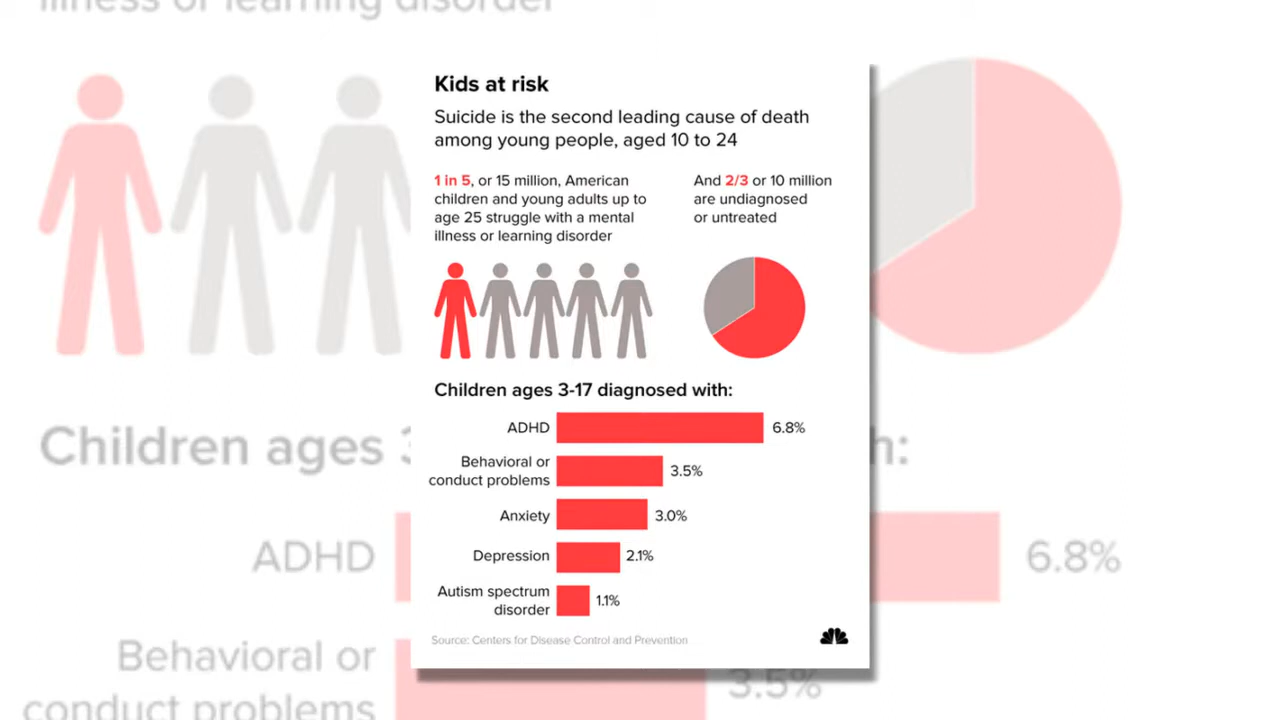 illness or learning disorder
Kids at risk
Suicide is the second leading cause of death
among young people, aged 10 to 24
1 in 5, or 15 million, American
children and young adults up to
age 25 struggle with a mental
illness or learning disorder
And 2/3 or 10 million
are undiagnosed
or untreated
Children ages 3-17 diagnosed with:
ADHD
6.8%
Behavioral or
conduct problems
3.5%
Anxiety
3.0%
Depression
2.1%
Autism spectrum
disorder
1.1%
Source: Centers for Disease Control and Prevention
Children ages 3
h:
ADHD
6.8%
Behavioral or
conduct problems
3.5%